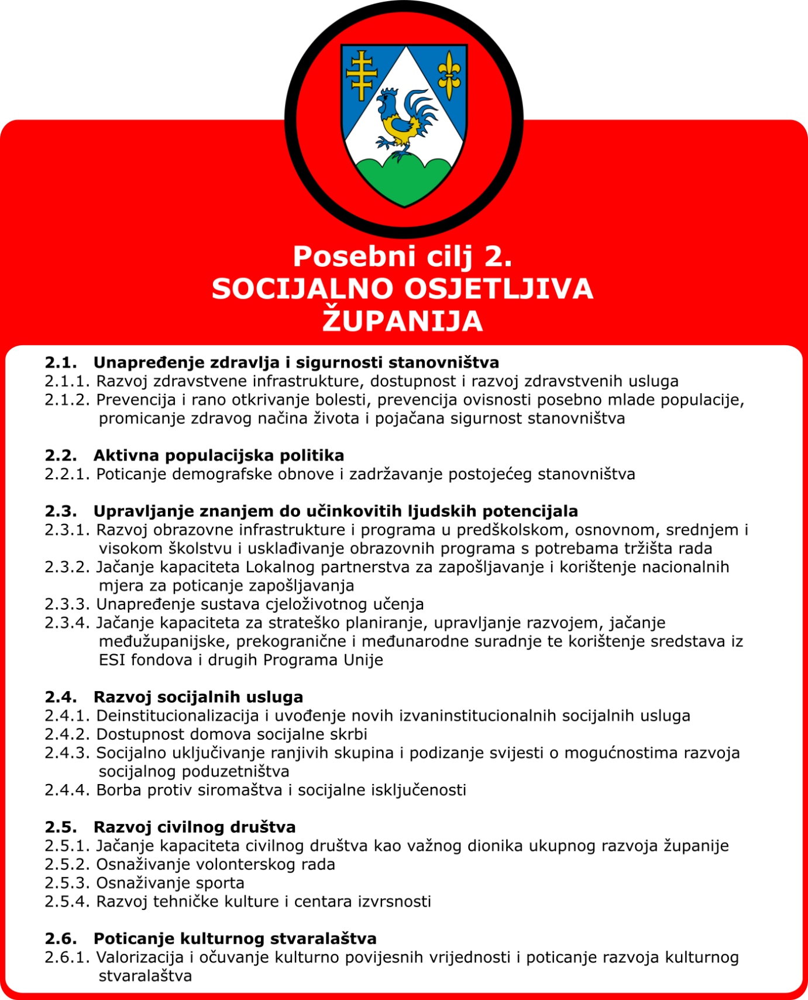 Posebni cilj 2.
SOCIJALNO OSJETLJIVA
ŽUPANIJA
2.1. Unapređenje zdravlja i sigurnosti stanovništva
2.1.1. Razvoj zdravstvene infrastrukture, dostupnost i razvoj zdravstvenih usluga
2.1.2. Prevencija i rano otkrivanje bolesti, prevencija ovisnosti posebno mlade populacije,
promicanje zdravog načina života i pojačana sigurnost stanovništva
2.2. Aktivna populacijska politika
2.2.1. Poticanje demografske obnove i zadržavanje postojećeg stanovništva
2.3. Upravljanje znanjem do učinkovitih ljudskih potencijala
2.3.1. Razvoj obrazovne infrastrukture i programa u predškolskom, osnovnom, srednjem i
visokom školstvu i usklađivanje obrazovnih programa s potrebama tržišta rada
2.3.2. Jačanje kapaciteta Lokalnog partnerstva za zapošljavanje i korištenje nacionalnih
mjera za poticanje zapošljavanja
2.3.3. Unapređenje sustava cjeloživotnog učenja
2.3.4. Jačanje kapaciteta za strateško planiranje, upravljanje razvojem, jačanje
međužupanijske, prekogranične i međunarodne suradnje te korištenje sredstava iz
ESI fondova i drugih Programa Unije
2.4. Razvoj socijalnih usluga
2.4.1. Deinstitucionalizacija i uvođenje novih izvaninstitucionalnih socijalnih usluga
2.4.2. Dostupnost domova socijalne skrbi
2.4.3. Socijalno uključivanje ranjivih skupina i podizanje svijesti o mogućnostima razvoja
socijalnog poduzetništva
2.4.4. Borba protiv siromaštva i socijalne isključenosti
2.5. Razvoj civilnog društva
2.5.1. Jačanje kapaciteta civilnog društva kao važnog dionika ukupnog razvoja županije
2.5.2. Osnaživanje volonterskog rada
2.5.3. Osnaživanje sporta
2.5.4. Razvoj tehničke kulture i centara izvrsnosti
2.6. Poticanje kulturnog stvaralaštva
2.6.1. Valorizacija i očuvanje kulturno povijesnih vrijednosti i poticanje razvoja kulturnog
stvaralaštva